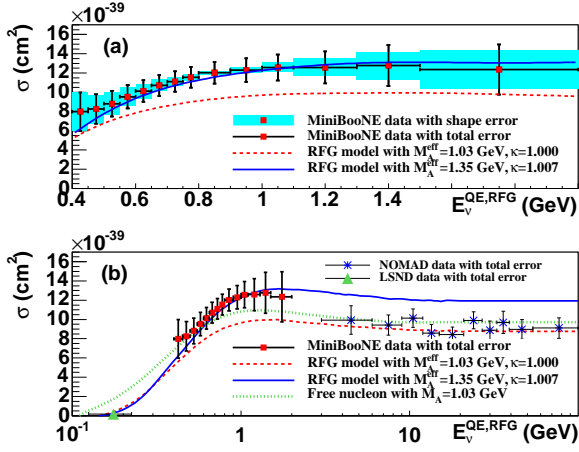 ×10⁻³⁹
σ (cm²)
16
14
12
10
8
6
4
2
0
(a)
MiniBooNE data with shape error
MiniBooNE data with total error
RFG model with M_A^eff=1.03 GeV, κ=1.000
RFG model with M_A^eff=1.35 GeV, κ=1.007
0.4 0.6 0.8 1 1.2 1.4 1.6 1.8
E_ν^QE,RFG (GeV)
×10⁻³⁹
σ (cm²)
16
14
12
10
8
6
4
2
0
(b)
NOMAD data with total error
LSND data with total error
MiniBooNE data with total error
RFG model with M_A^eff=1.03 GeV, κ=1.000
RFG model with M_A^eff=1.35 GeV, κ=1.007
Free nucleon with M_A=1.03 GeV
10⁻¹ 1 10
E_ν^QE,RFG (GeV)